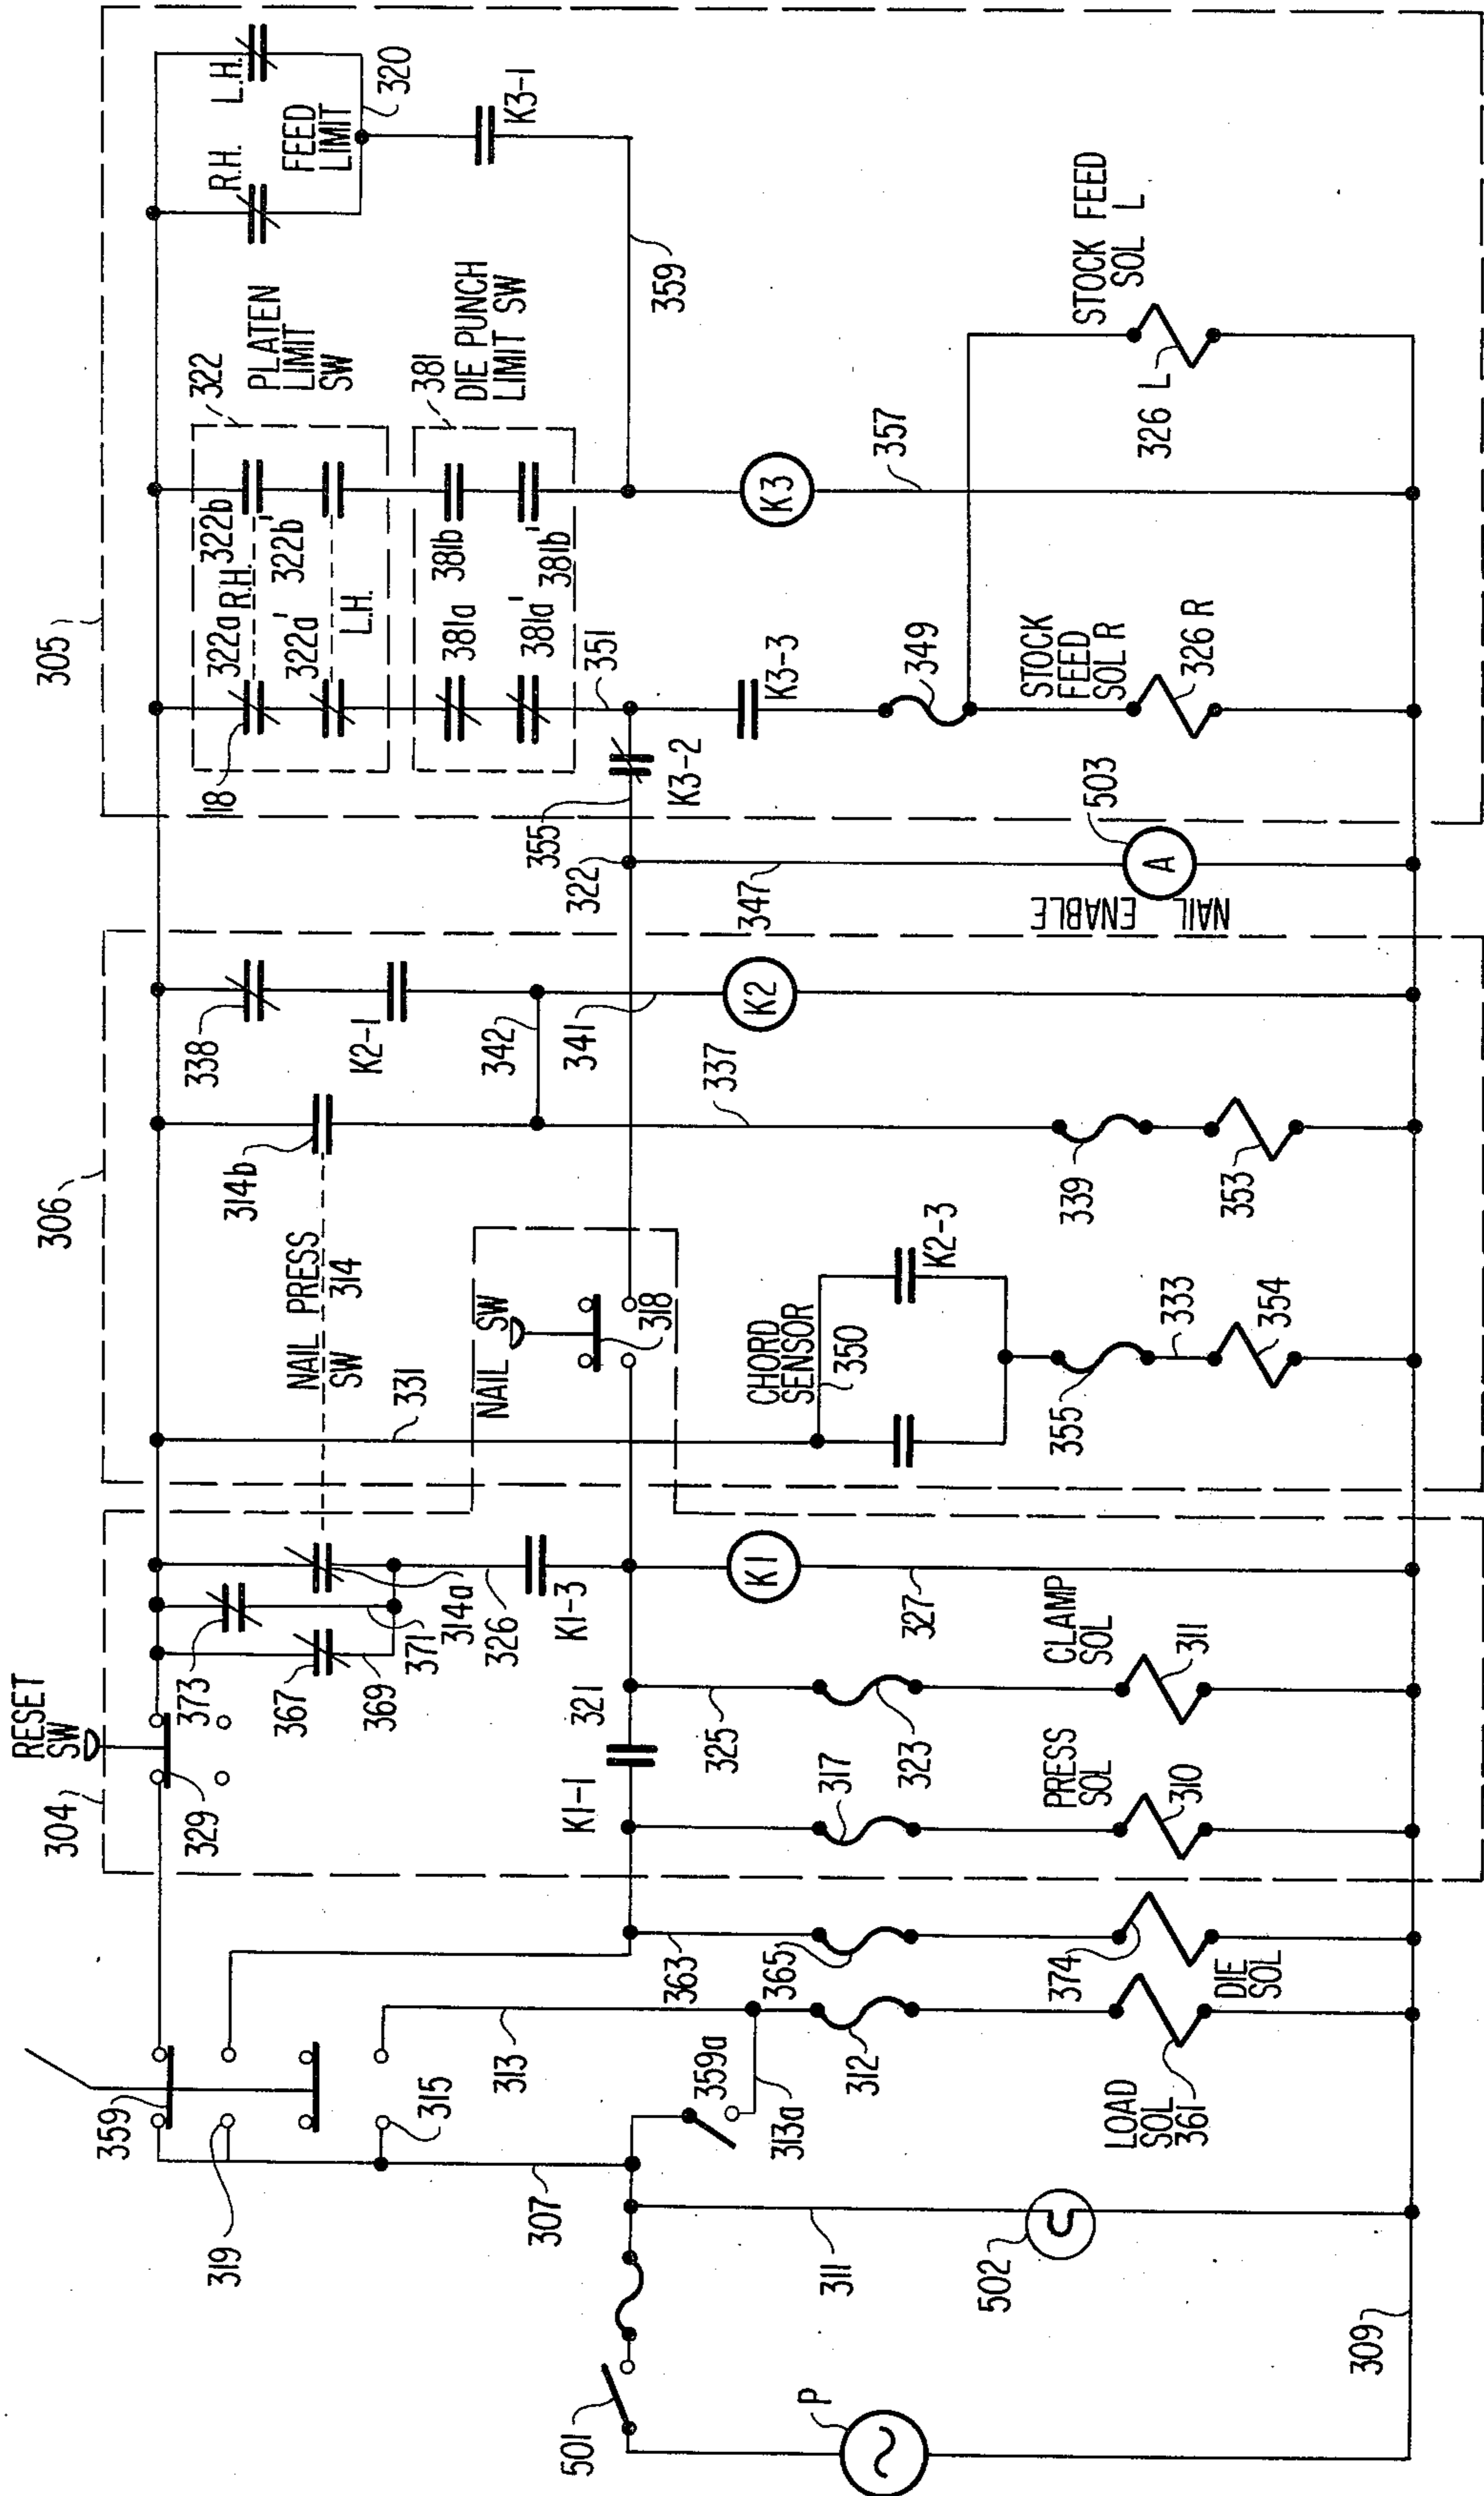 305
322
PLATEN
LIMIT
SW
R.H.
L.H.
FEED
LIMIT
320
K3-1
359
322a
R.H.
322b
322a'
322b'
L.H.
118
381
DIE PUNCH
LIMIT SW
381a
381b
381a'
381b'
351
K3-2
355
322
K3-3
349
K3
357
STOCK
FEED
SOL R
326 R
STOCK FEED
SOL L
326 L
503
A
NAIL
ENABLE
347
306
338
K2-1
342
341
K2
314b
337
339
353
NAIL PRESS
SW 314
331
NAIL SW
318
CHORD
SENSOR
350
K2-3
355
333
354
304
RESET
SW
329
373
367
369
371
314a
326
K1-3
K1
327
K1-1
321
325
323
CLAMP
SOL
311
317
PRESS
SOL
310
359
319
315
313
359a
313a
363
365
312
374
DIE
SOL
LOAD
SOL
361
307
311
502
501
P
309